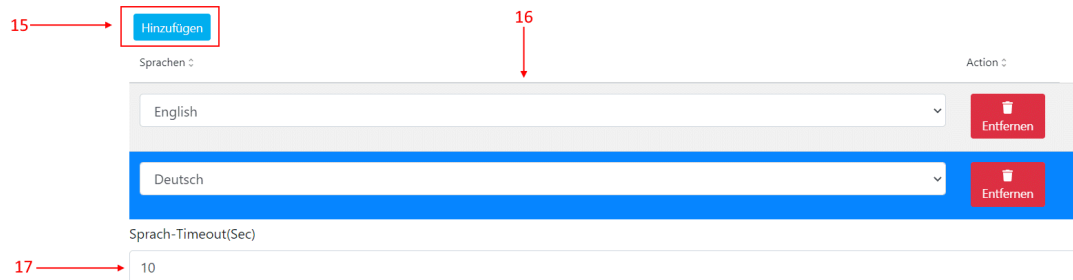 16
15
Hinzufügen
Sprachen
Action
English
Entfernen
Deutsch
Entfernen
Sprach-Timeout(Sec)
17
10